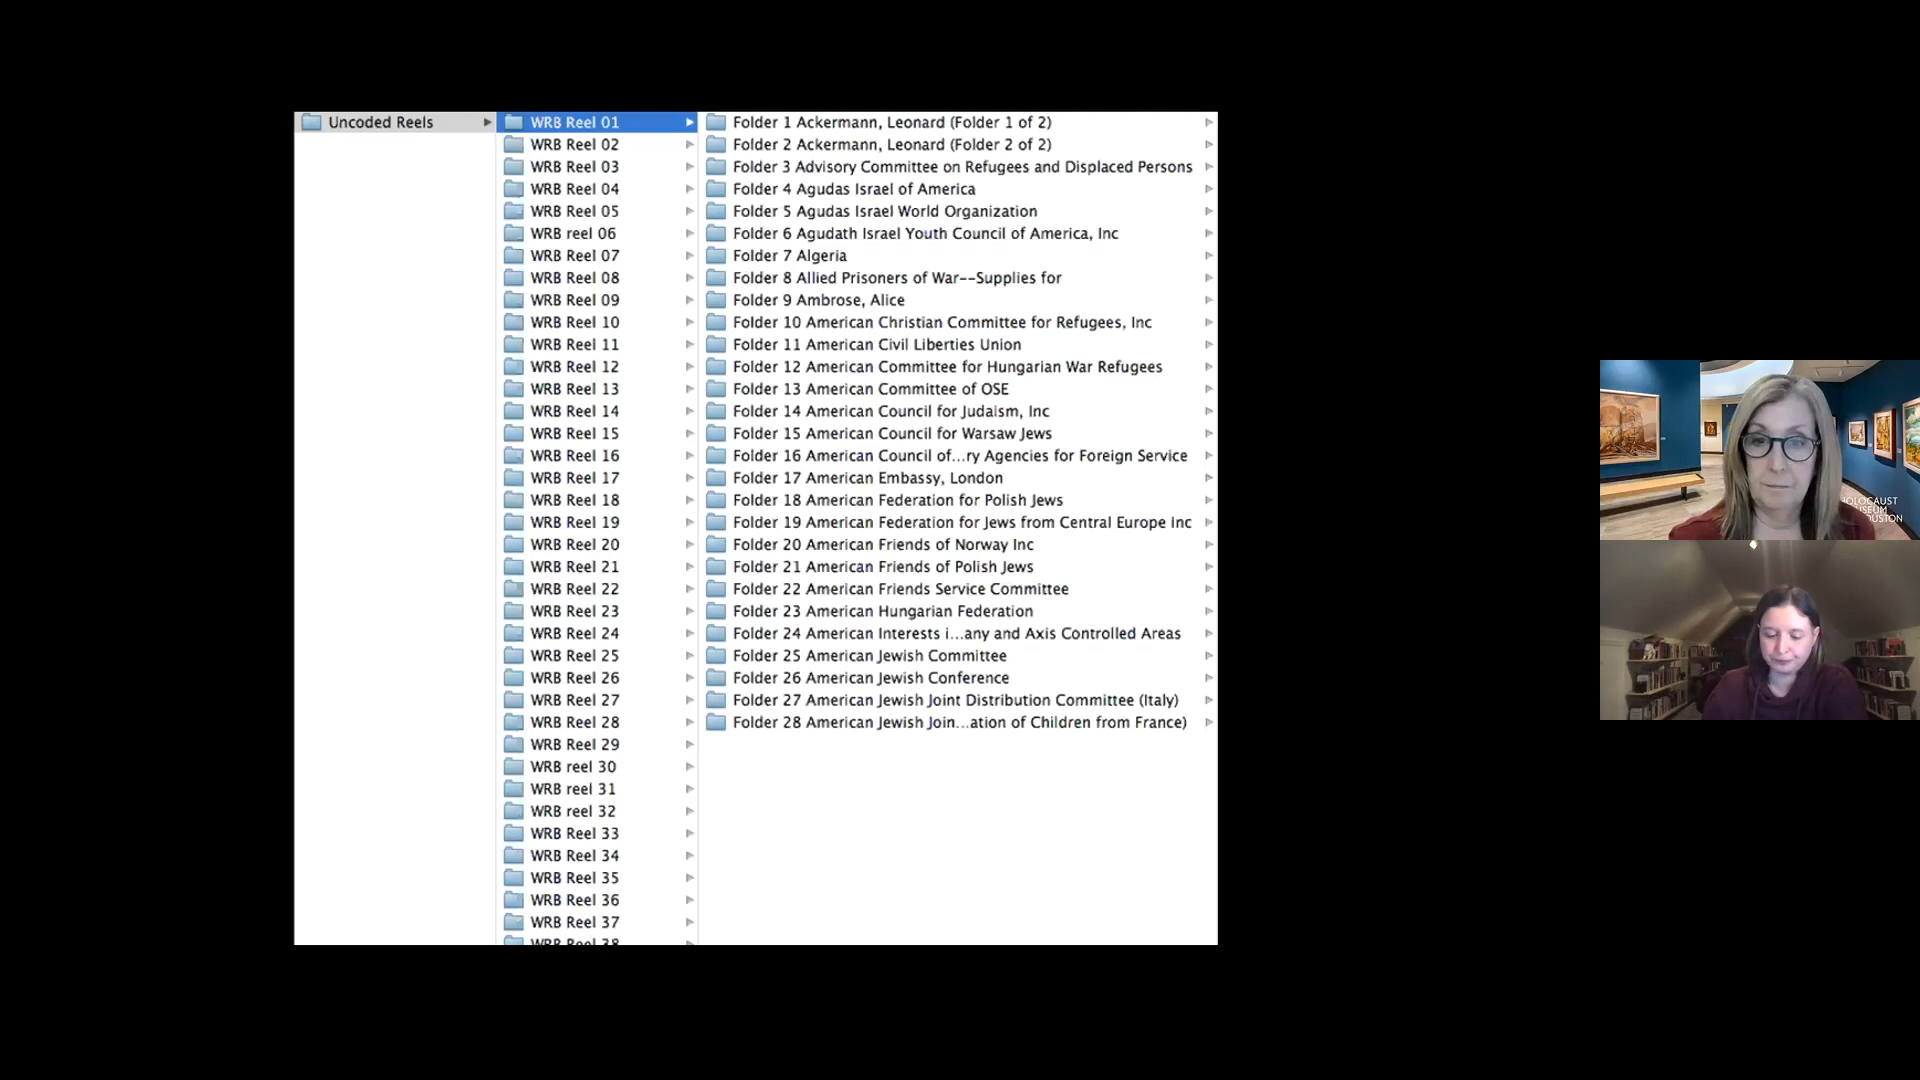 Uncoded Reels
WRB Reel 01
WRB Reel 02
WRB Reel 03
WRB Reel 04
WRB Reel 05
WRB reel 06
WRB Reel 07
WRB Reel 08
WRB Reel 09
WRB Reel 10
WRB Reel 11
WRB Reel 12
WRB Reel 13
WRB Reel 14
WRB Reel 15
WRB Reel 16
WRB Reel 17
WRB Reel 18
WRB Reel 19
WRB Reel 20
WRB Reel 21
WRB Reel 22
WRB Reel 23
WRB Reel 24
WRB Reel 25
WRB Reel 26
WRB Reel 27
WRB Reel 28
WRB Reel 29
WRB reel 30
WRB reel 31
WRB reel 32
WRB Reel 33
WRB Reel 34
WRB Reel 35
WRB Reel 36
WRB Reel 37
WRB Reel 38
Folder 1 Ackermann, Leonard (Folder 1 of 2)
Folder 2 Ackermann, Leonard (Folder 2 of 2)
Folder 3 Advisory Committee on Refugees and Displaced Persons
Folder 4 Agudas Israel of America
Folder 5 Agudas Israel World Organization
Folder 6 Agudath Israel Youth Council of America, Inc
Folder 7 Algeria
Folder 8 Allied Prisoners of War--Supplies for
Folder 9 Ambrose, Alice
Folder 10 American Christian Committee for Refugees, Inc
Folder 11 American Civil Liberties Union
Folder 12 American Committee for Hungarian War Refugees
Folder 13 American Committee of OSE
Folder 14 American Council for Judaism, Inc
Folder 15 American Council for Warsaw Jews
Folder 16 American Council of...ry Agencies for Foreign Service
Folder 17 American Embassy, London
Folder 18 American Federation for Polish Jews
Folder 19 American Federation for Jews from Central Europe Inc
Folder 20 American Friends of Norway Inc
Folder 21 American Friends of Polish Jews
Folder 22 American Friends Service Committee
Folder 23 American Hungarian Federation
Folder 24 American Interests i...any and Axis Controlled Areas
Folder 25 American Jewish Committee
Folder 26 American Jewish Conference
Folder 27 American Jewish Joint Distribution Committee (Italy)
Folder 28 American Jewish Join...ation of Children from France)
HOLOCAUST
USEUM
OUSTON